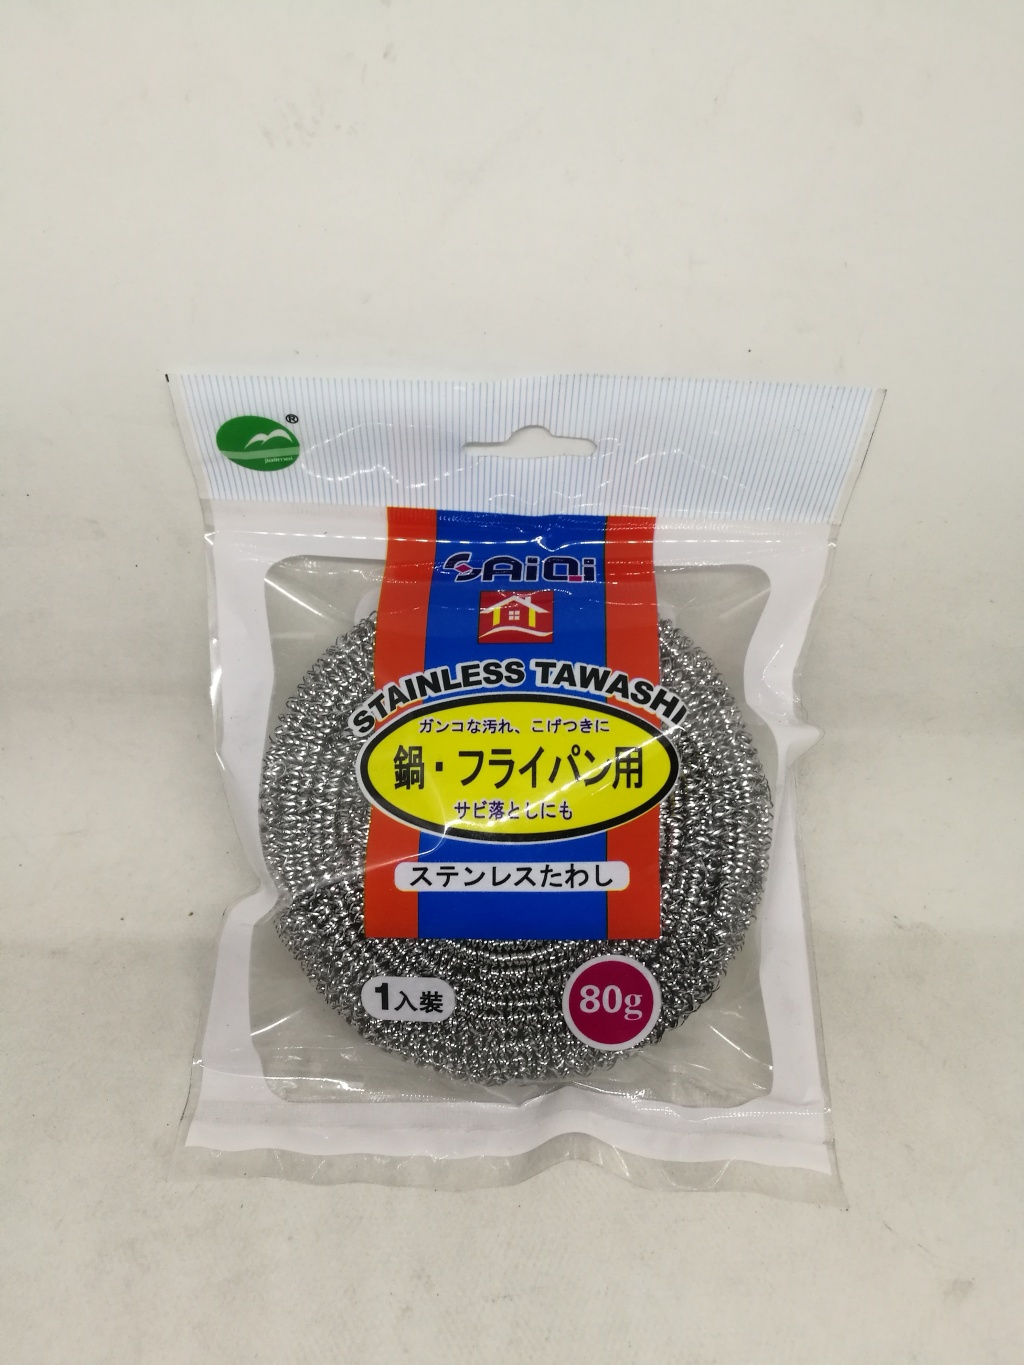 ®
SAiQi
STAINLESS TAWASHI
ガンコな汚れ、こげつきに
鍋・フライパン用
サビ落としにも
ステンレスたわし
1入裝
80g